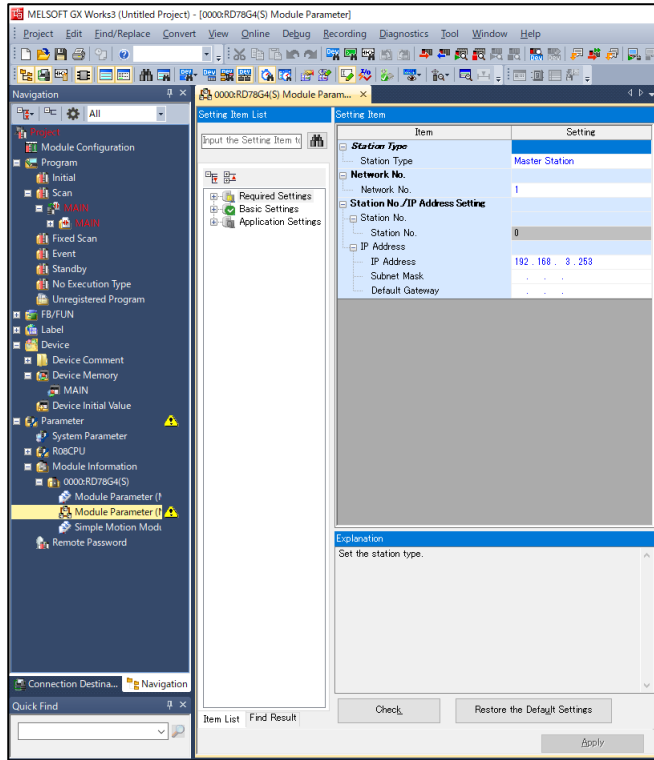 MELSOFT GX Works3 (Untitled Project) - [0000:RD78G4(S) Module Parameter]
Project Edit Find/Replace Convert View Online Debug Recording Diagnostics Tool Window Help
Navigation
0000:RD78G4(S) Module Param...
All
Project
Module Configuration
Program
Initial
Scan
MAIN
MAIN
Fixed Scan
Event
Standby
No Execution Type
Unregistered Program
FB/FUN
Label
Device
Device Comment
Device Memory
MAIN
Device Initial Value
Parameter
System Parameter
R08CPU
Module Information
0000:RD78G4(S)
Module Parameter (
Module Parameter (
Simple Motion Modu
Remote Password
Connection Destina... Navigation
Quick Find
Setting Item List
Input the Setting Item to
Required Settings
Basic Settings
Application Settings
Item List Find Result
Setting Item
Item Setting
Station Type
Station Type Master Station
Network No.
Network No. 1
Station No./IP Address Setting
Station No.
Station No. 0
IP Address
IP Address 192 . 168 . 3 . 253
Subnet Mask . . .
Default Gateway . . .
Explanation
Set the station type.
Check Restore the Default Settings
Apply